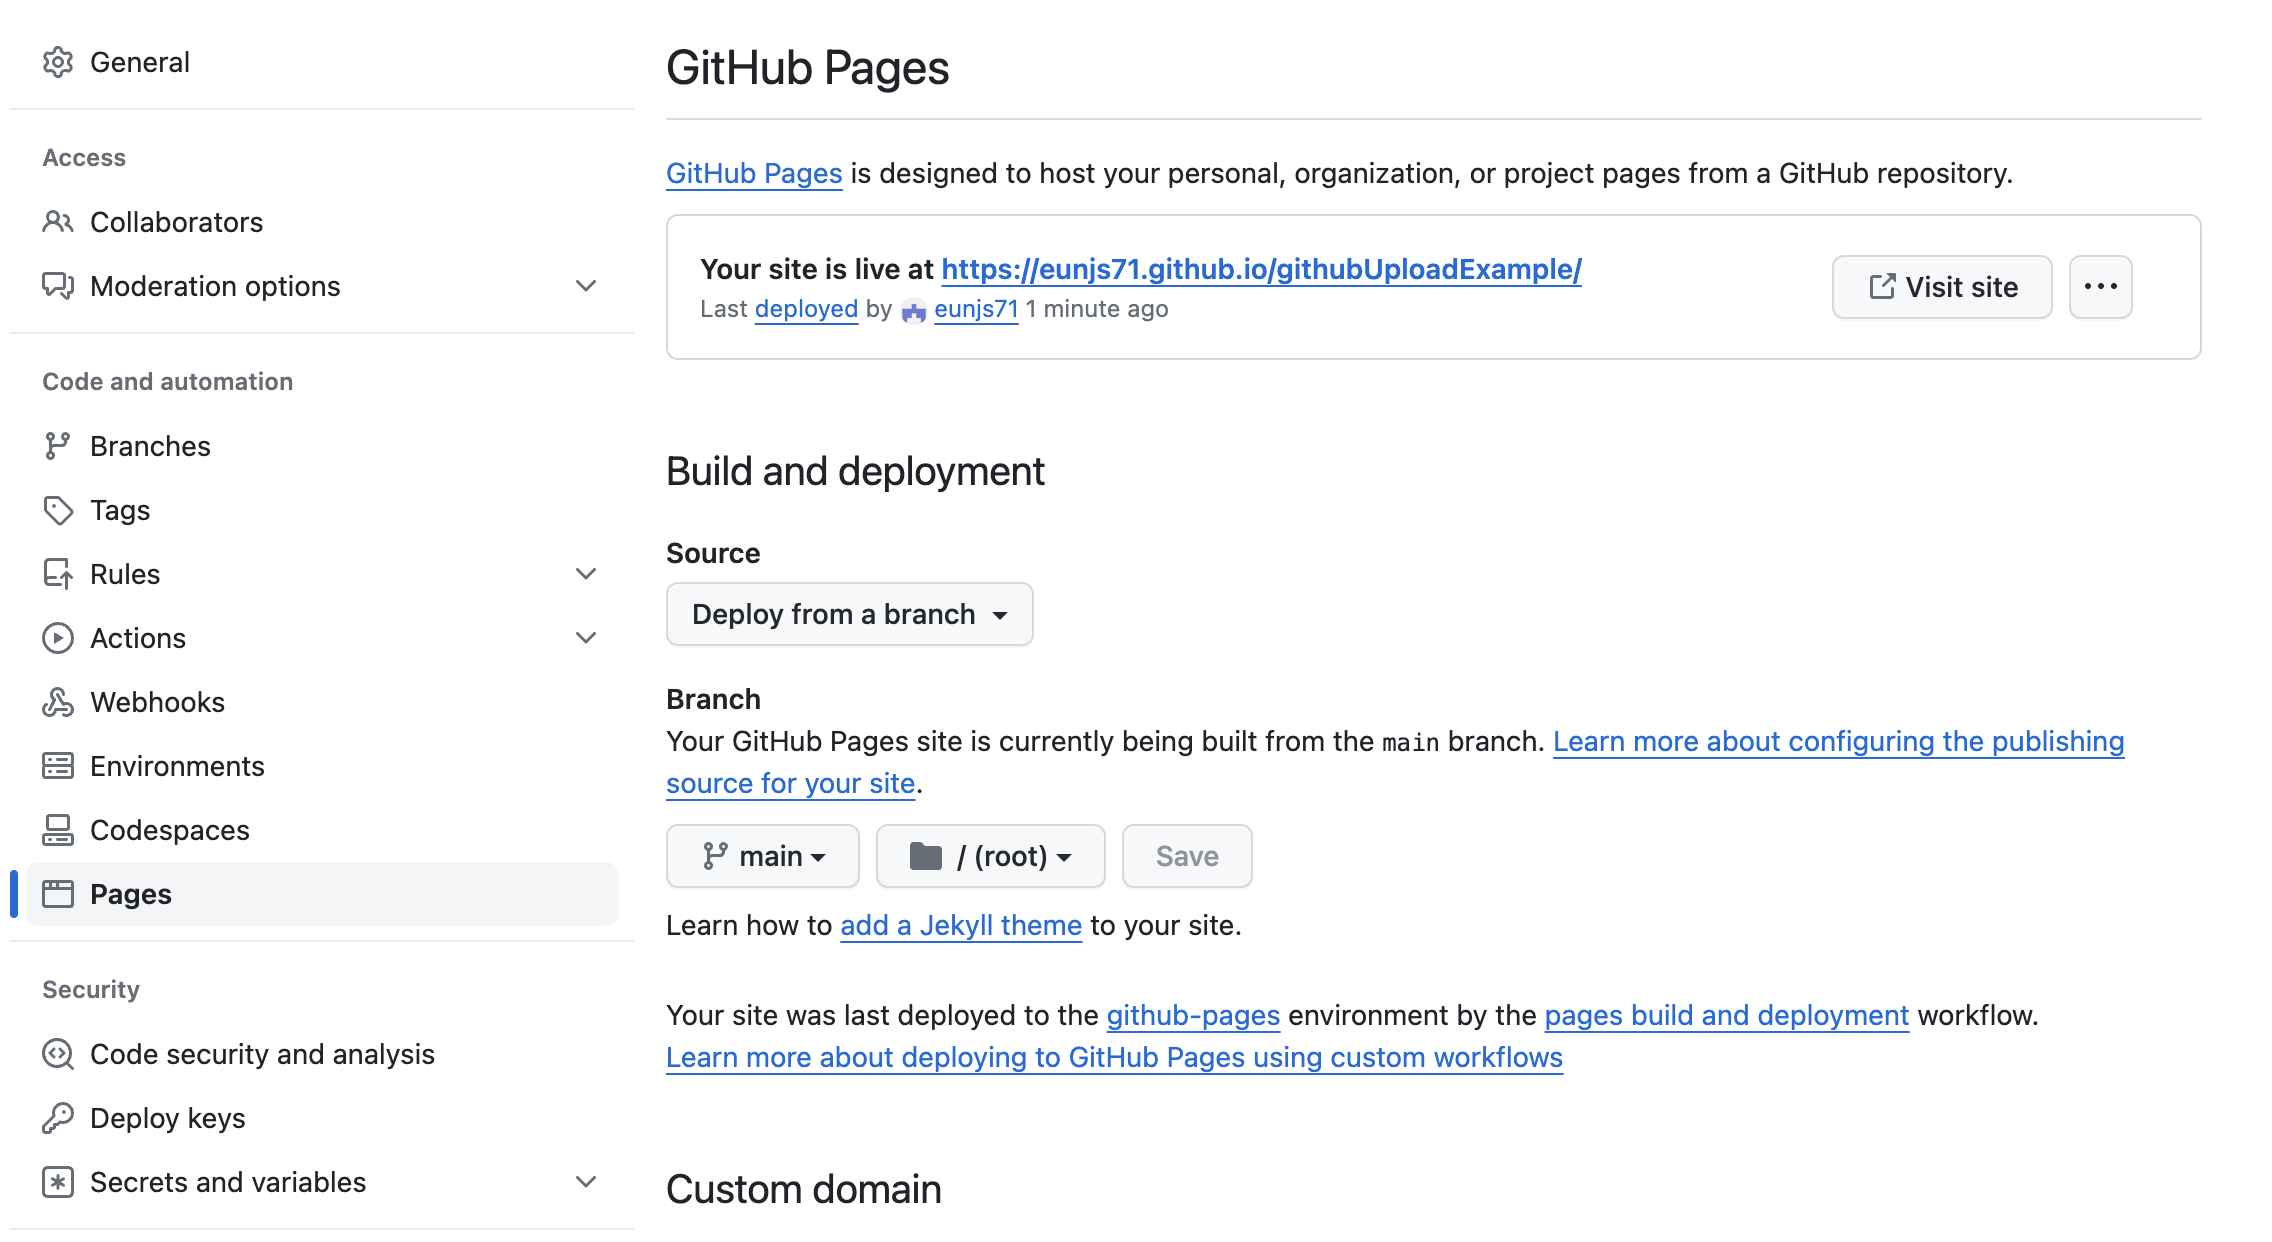 General
Access
Collaborators
Moderation options
Code and automation
Branches
Tags
Rules
Actions
Webhooks
Environments
Codespaces
Pages
Security
Code security and analysis
Deploy keys
Secrets and variables
GitHub Pages
GitHub Pages is designed to host your personal, organization, or project pages from a GitHub repository.
Your site is live at https://eunjs71.github.io/githubUploadExample/
Last deployed by eunjs71 1 minute ago
Visit site
Build and deployment
Source
Deploy from a branch
Branch
Your GitHub Pages site is currently being built from the main branch. Learn more about configuring the publishing
source for your site.
main / (root) Save
Learn how to add a Jekyll theme to your site.
Your site was last deployed to the github-pages environment by the pages build and deployment workflow.
Learn more about deploying to GitHub Pages using custom workflows
Custom domain